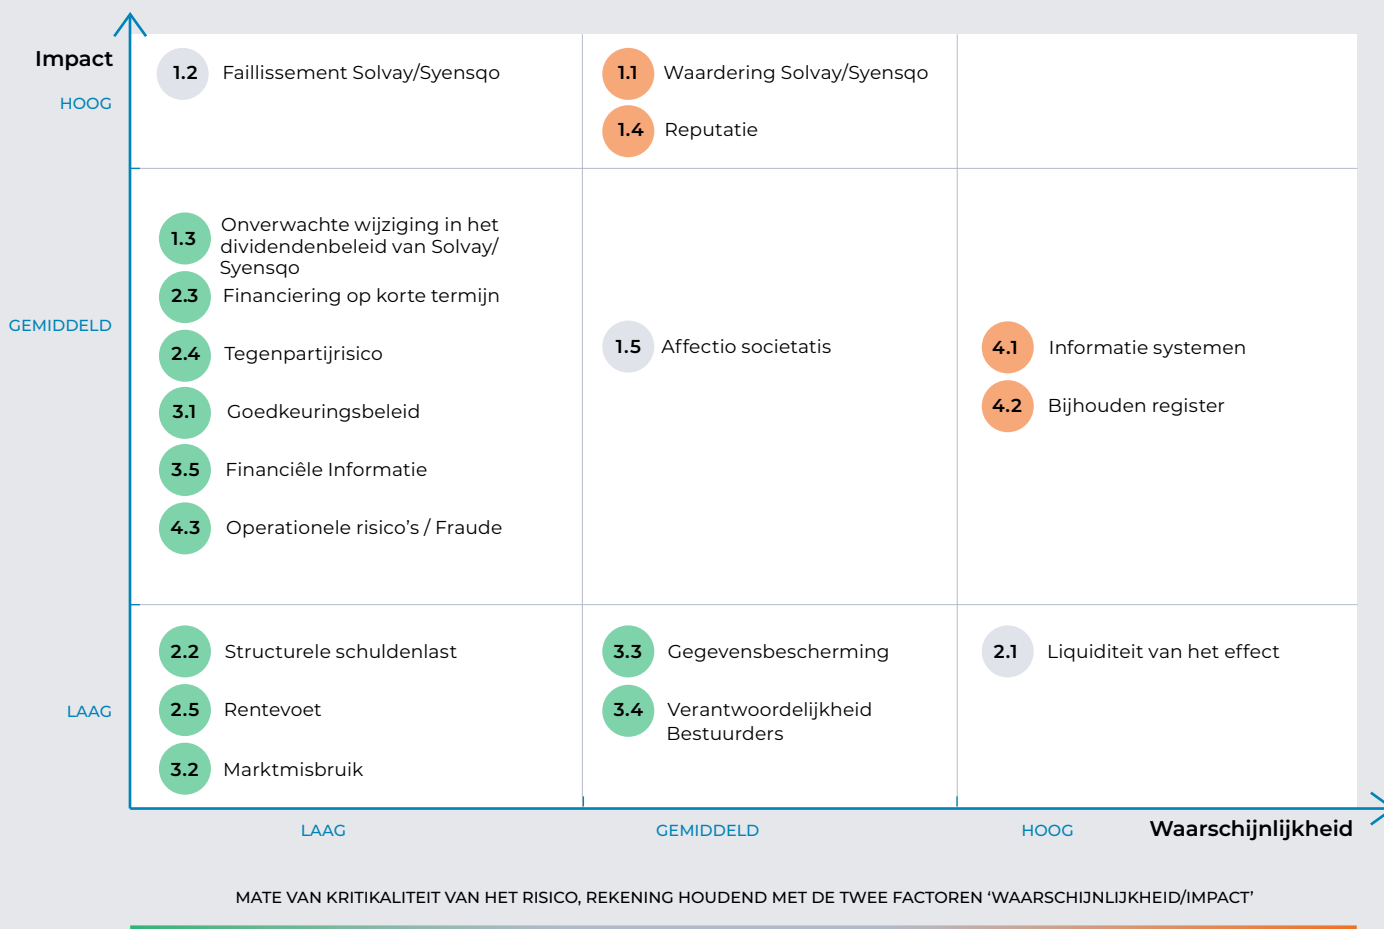 Impact
HOOG
1.2 Faillissement Solvay/Syensqo
1.1 Waardering Solvay/Syensqo
1.4 Reputatie
GEMIDDELD
1.3 Onverwachte wijziging in het
dividendenbeleid van Solvay/
Syensqo
2.3 Financiering op korte termijn
2.4 Tegenpartijrisico
3.1 Goedkeuringsbeleid
3.5 Financiêle Informatie
4.3 Operationele risico’s / Fraude
1.5 Affectio societatis
4.1 Informatie systemen
4.2 Bijhouden register
LAAG
2.2 Structurele schuldenlast
2.5 Rentevoet
3.2 Marktmisbruik
3.3 Gegevensbescherming
3.4 Verantwoordelijkheid
Bestuurders
2.1 Liquiditeit van het effect
LAAG
GEMIDDELD
HOOG
Waarschijnlijkheid
MATE VAN KRITIKALITEIT VAN HET RISICO, REKENING HOUDEND MET DE TWEE FACTOREN ‘WAARSCHIJNLIJKHEID/IMPACT’